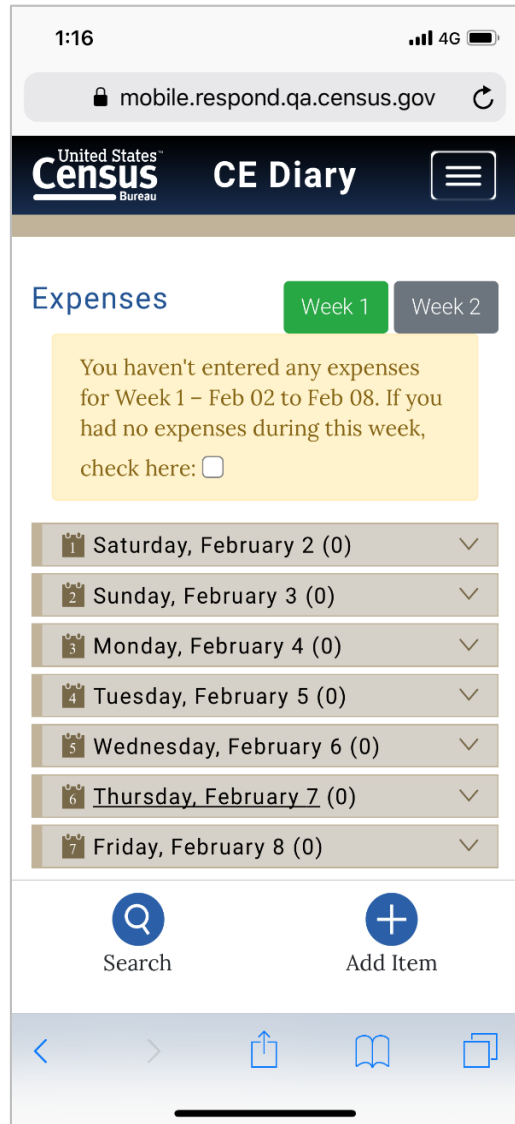 1:16 4G
mobile.respond.qa.census.gov
United States™
Census
Bureau
CE Diary
Expenses
Week 1 Week 2
You haven't entered any expenses
for Week 1 – Feb 02 to Feb 08. If you
had no expenses during this week,
check here:
1 Saturday, February 2 (0)
2 Sunday, February 3 (0)
3 Monday, February 4 (0)
4 Tuesday, February 5 (0)
5 Wednesday, February 6 (0)
6 Thursday, February 7 (0)
7 Friday, February 8 (0)
Search Add Item